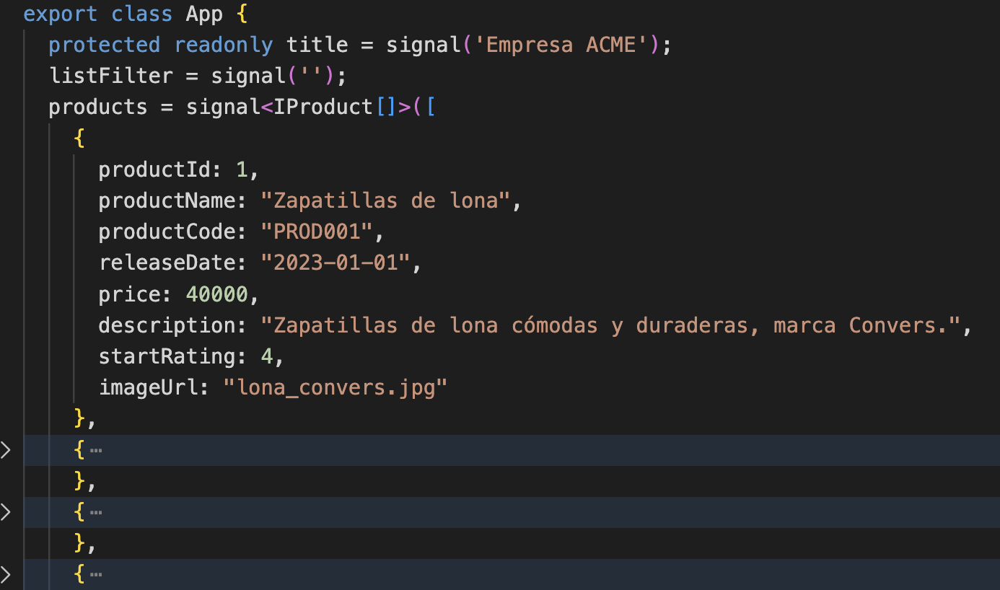 export class App {
protected readonly title = signal('Empresa ACME');
listFilter = signal('');
products = signal<IProduct[]>([
{
productId: 1,
productName: "Zapatillas de lona",
productCode: "PROD001",
releaseDate: "2023-01-01",
price: 40000,
description: "Zapatillas de lona cómodas y duraderas, marca Convers.",
startRating: 4,
imageUrl: "lona_convers.jpg"
},
{ …
},
{ …
},
{ …